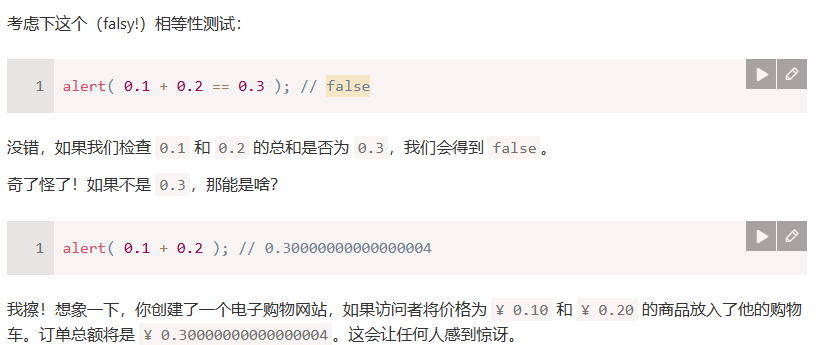 考虑下这个（falsy!）相等性测试：
1 alert( 0.1 + 0.2 == 0.3 ); // false
没错，如果我们检查 0.1 和 0.2 的总和是否为 0.3，我们会得到 false。
奇了怪了！如果不是 0.3，那能是啥？
1 alert( 0.1 + 0.2 ); // 0.30000000000000004
我擦！想象一下，你创建了一个电子购物网站，如果访问者将价格为 ¥ 0.10 和 ¥ 0.20 的商品放入了他的购物
车。订单总额将是 ¥ 0.30000000000000004。这会让任何人感到惊讶。